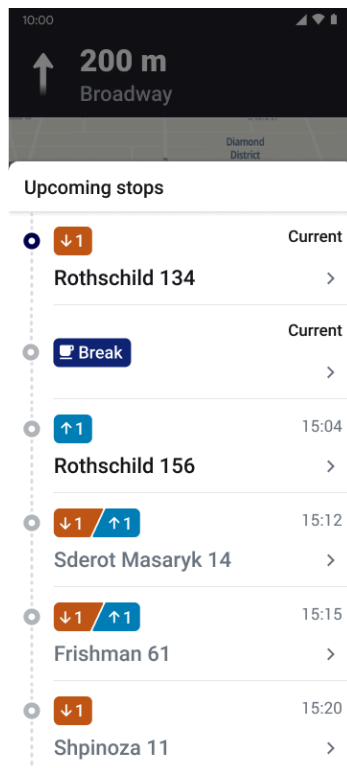 10:00
200 m
Broadway
Diamond
District
Upcoming stops
↓1
Current
Rothschild 134
Current
Break
↑1
15:04
Rothschild 156
↓1 / ↑1
15:12
Sderot Masaryk 14
↓1 / ↑1
15:15
Frishman 61
↓1
15:20
Shpinoza 11